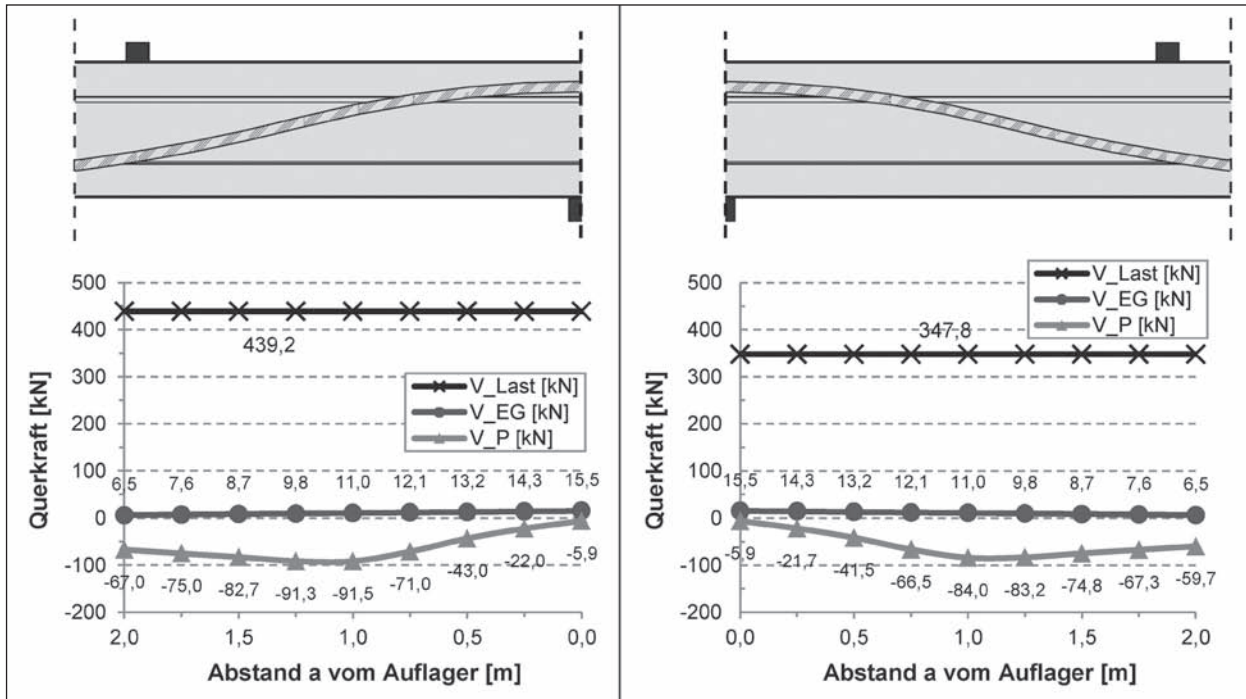 500
400
300
200
100
0
-100
-200
Querkraft [kN]
439,2
V_Last [kN]
V_EG [kN]
V_P [kN]
6,5 7,6 8,7 9,8 11,0 12,1 13,2 14,3 15,5
-67,0 -75,0 -82,7 -91,3 -91,5 -71,0 -43,0 -22,0 -5,9
2,0 1,5 1,0 0,5 0,0
Abstand a vom Auflager [m]
500
400
300
200
100
0
-100
-200
Querkraft [kN]
V_Last [kN]
V_EG [kN]
V_P [kN]
347,8
15,5 14,3 13,2 12,1 11,0 9,8 8,7 7,6 6,5
-5,9 -21,7 -41,5 -66,5 -84,0 -83,2 -74,8 -67,3 -59,7
0,0 0,5 1,0 1,5 2,0
Abstand a vom Auflager [m]